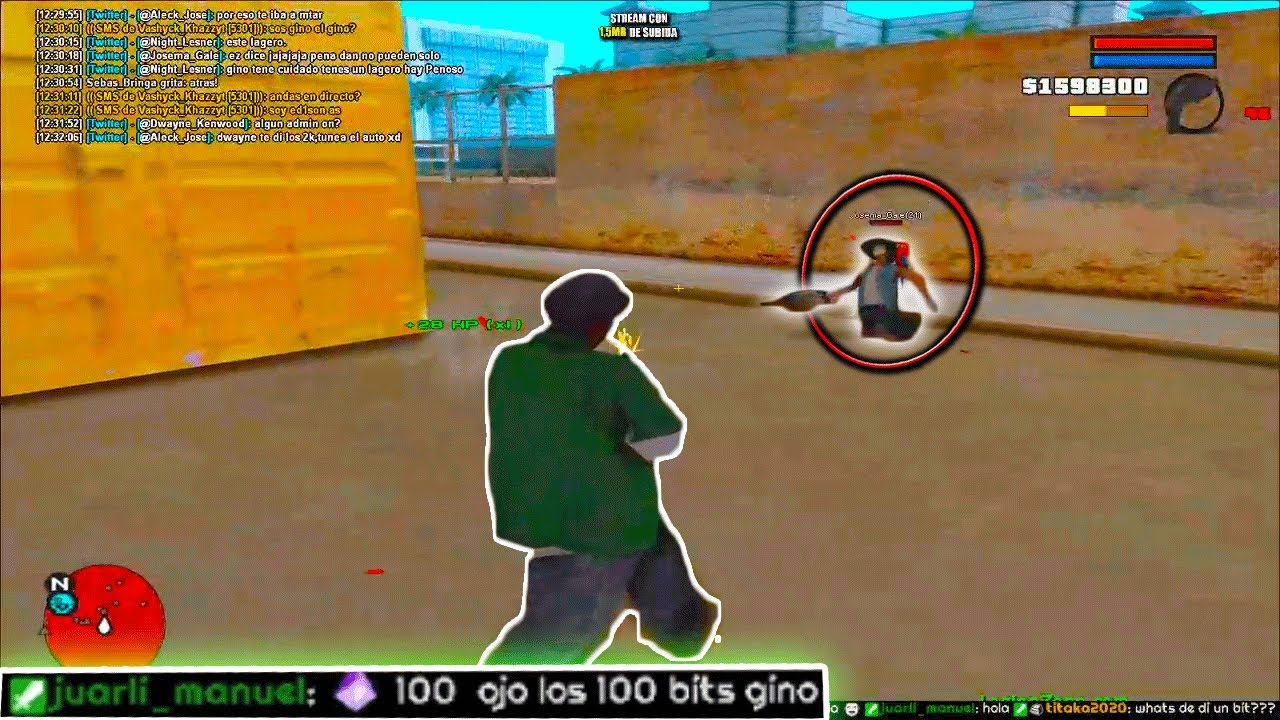 [12:29:55] [Twitter] - [@Aleck_Jose]: por eso te iba a mtar
[12:30:10] ((SMS de Vashyck_Khazzyt [5301])): sos gino el gino?
[12:30:15] [Twitter] - [@Night_Lesner]: este lagero.
[12:30:18] [Twitter] - [@Josema_Gale]: ez dice jajajaja pena dan no pueden solo
[12:30:31] [Twitter] - [@Night_Lesner]: gino tene cuidado tenes un lagero hay Penoso
[12:30:54] Sebas_Bringa grita: atras!
[12:31:11] ((SMS de Vashyck_Khazzyt [5301])): andas en directo?
[12:31:22] ((SMS de Vashyck_Khazzyt [5301])): soy ed1son as
[12:31:52] [Twitter] - [@Dwayne_Kenwood]: algun admin on?
[12:32:06] [Twitter] - [@Aleck_Jose]: dwayne te di los 2k,tunea el auto xd
STREAM CON
1,5MB DE SUBIDA
$1598300
+28 HP (x1)
N
juarli_manuel: 100 ojo los 100 bits gino
juarli_manuel: hola titaka2020: whats de di un bit???